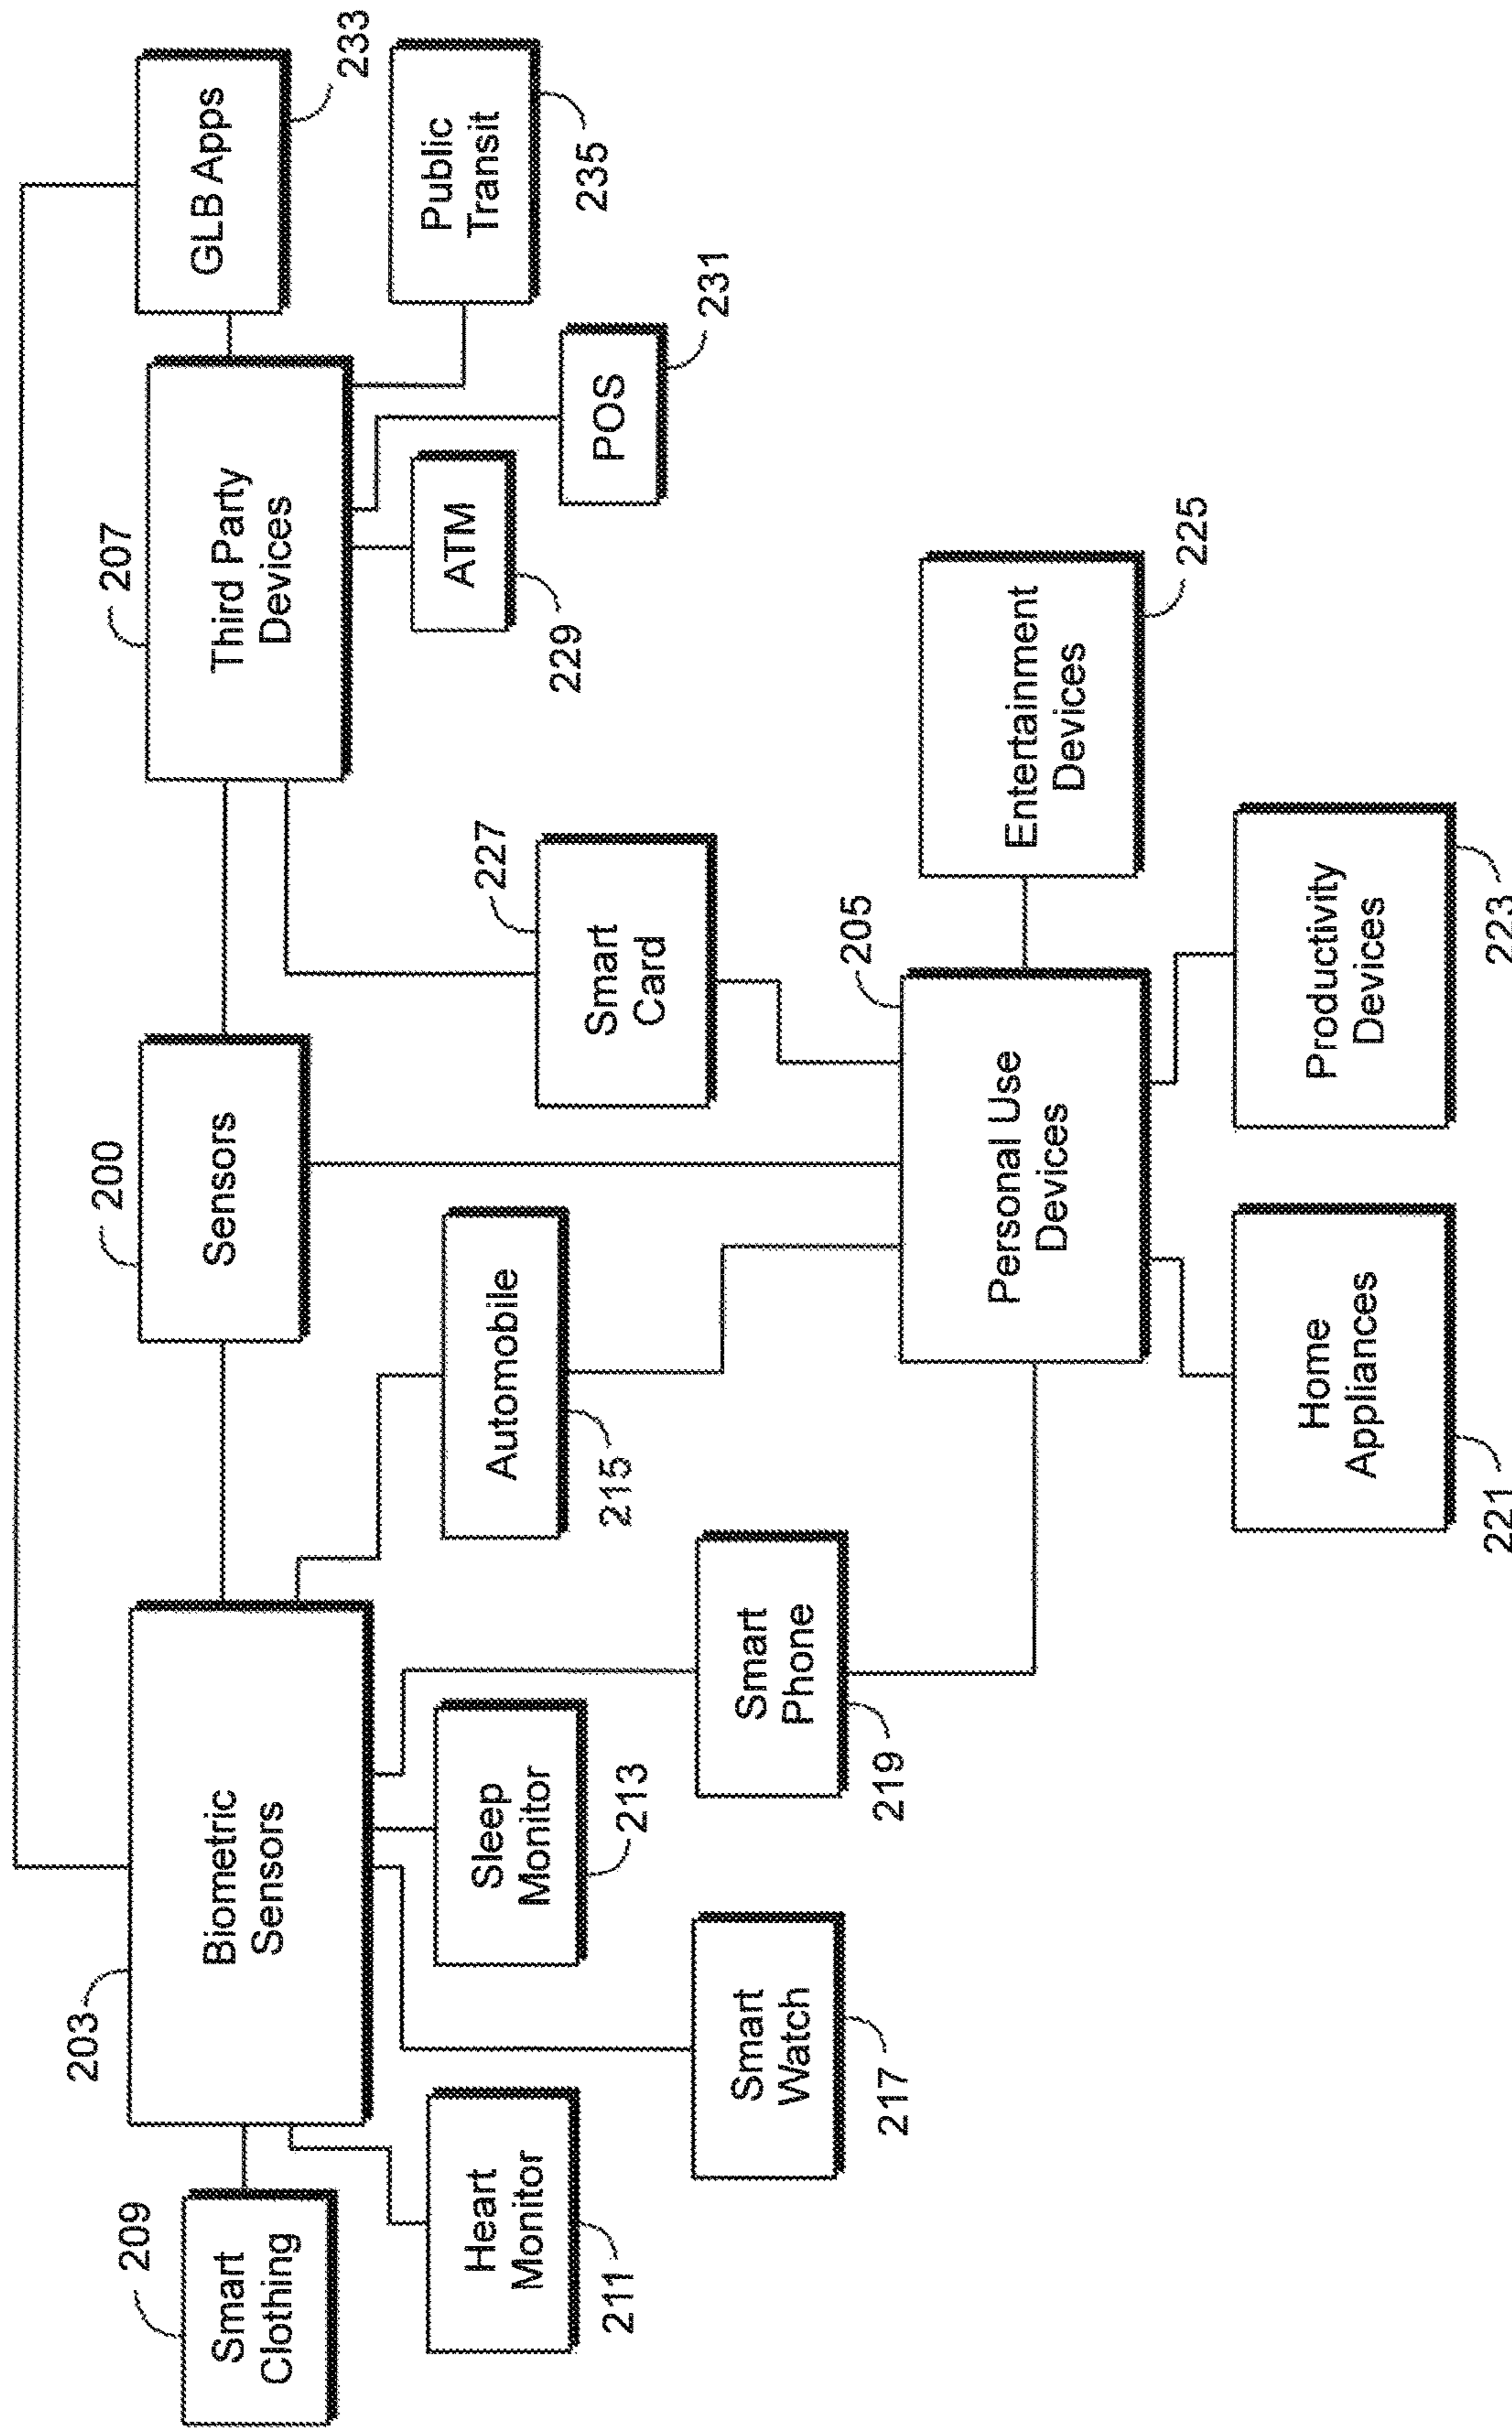 209
Smart
Clothing
203
Biometric
Sensors
200
Sensors
207
Third Party
Devices
GLB Apps
233
Heart
Monitor
211
Sleep
Monitor
213
Automobile
215
Smart
Card
227
ATM
229
POS
231
Public
Transit
235
Smart
Watch
217
Smart
Phone
219
Personal Use
Devices
205
Entertainment
Devices
225
Home
Appliances
221
Productivity
Devices
223